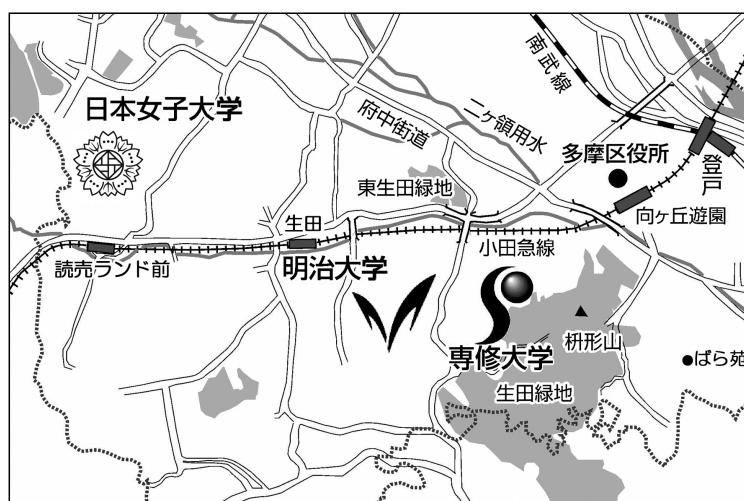 南武線
日本女子大学
府中街道
二ヶ領用水
多摩区役所
登戸
東生田緑地
向ヶ丘遊園
生田
小田急線
読売ランド前
明治大学
専修大学
枡形山
ばら苑
生田緑地